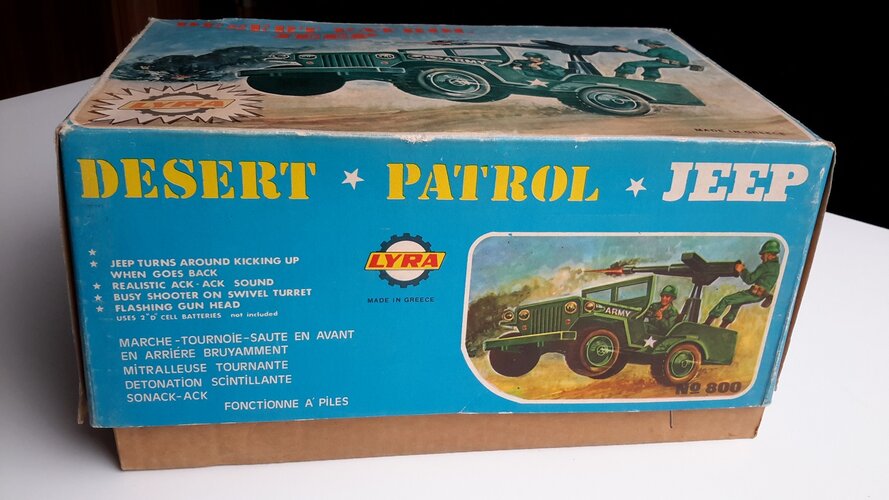 DESERT PATROL
JEEP
ARMY
LYRA
MADE IN GREECE
DESERT ★ PATROL ★ JEEP
★
★ JEEP TURNS AROUND KICKING UP
WHEN GOES BACK
★ REALISTIC ACK-ACK SOUND
★ BUSY SHOOTER ON SWIVEL TURRET
★ FLASHING GUN HEAD
USES 2"D" CELL BATTERIES not included
MARCHE-TOURNOIE-SAUTE EN AVANT
EN ARRIÈRE BRUYAMMENT
MITRALLEUSE TOURNANTE
DETONATION SCINTILLANTE
SONACK-ACK
FONCTIONNE A' PILES
LYRA
MADE IN GREECE
ARMY
Nº 800